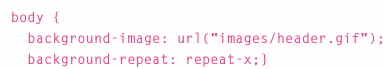 body {
  background-image: url("images/header.gif");
  background-repeat: repeat-x;}